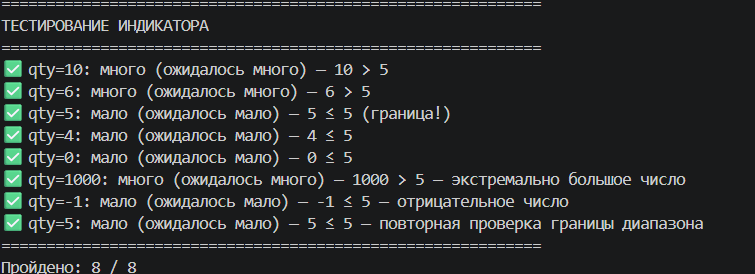 ============================================================
ТЕСТИРОВАНИЕ ИНДИКАТОРА
============================================================
✅ qty=10: много (ожидалось много) — 10 > 5
✅ qty=6: много (ожидалось много) — 6 > 5
✅ qty=5: мало (ожидалось мало) — 5 ≤ 5 (граница!)
✅ qty=4: мало (ожидалось мало) — 4 ≤ 5
✅ qty=0: мало (ожидалось мало) — 0 ≤ 5
✅ qty=1000: много (ожидалось много) — 1000 > 5 — экстремально большое число
✅ qty=-1: мало (ожидалось мало) — -1 ≤ 5 — отрицательное число
✅ qty=5: мало (ожидалось мало) — 5 ≤ 5 — повторная проверка границы диапазона
============================================================
Пройдено: 8 / 8